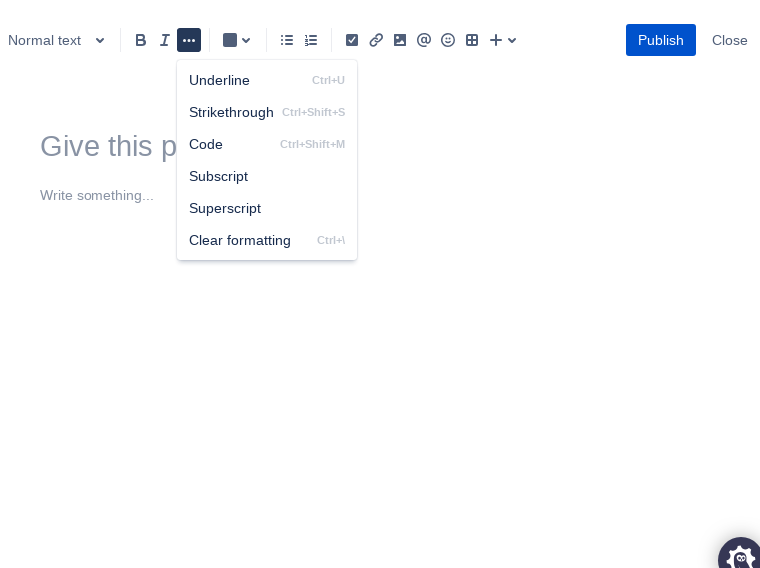 Normal text
Publish
Close
Underline Ctrl+U
Strikethrough Ctrl+Shift+S
Code Ctrl+Shift+M
Subscript
Superscript
Clear formatting Ctrl+\
Give this p
Write something...